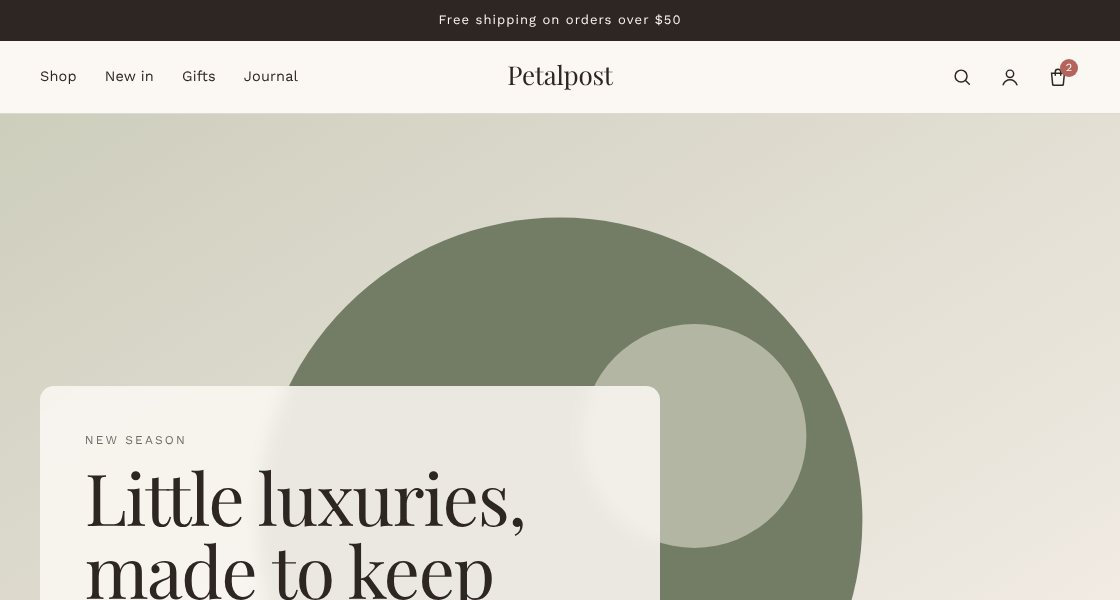 Free shipping on orders over $50
Shop
New in
Gifts
Journal
Petalpost
2
NEW SEASON
Little luxuries,
made to keep